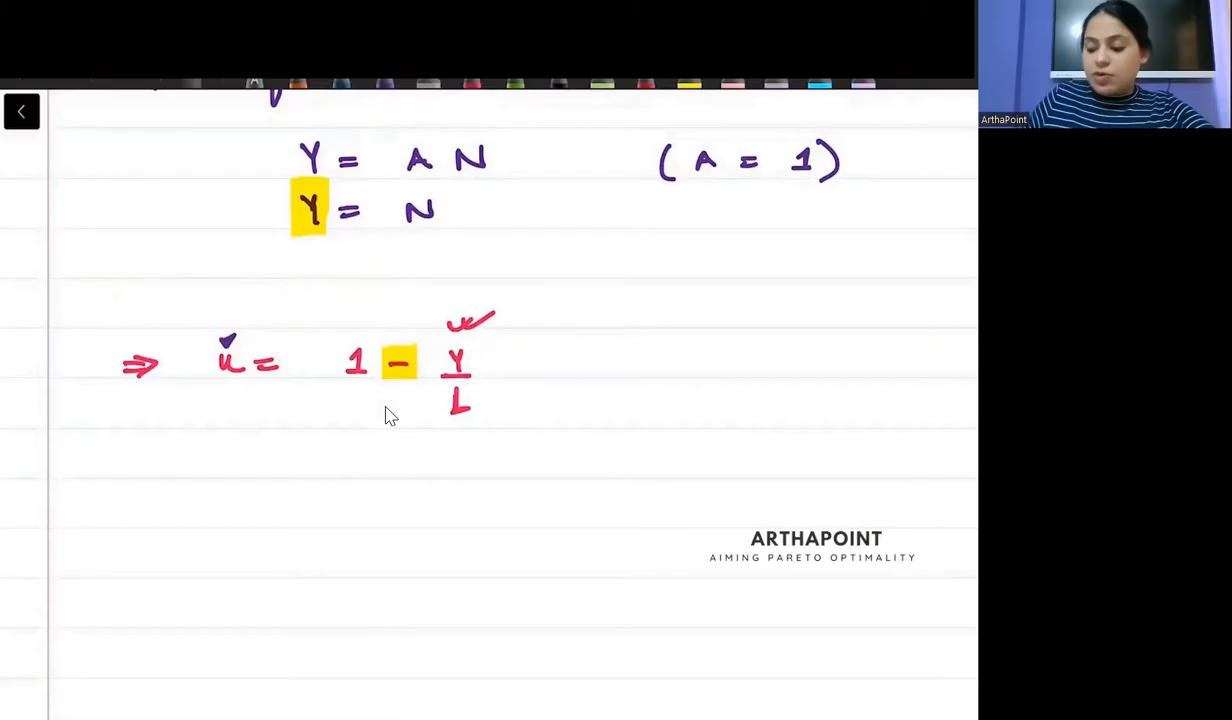 ArthaPoint
Y = A N (A = 1)
Y = N
⇒ u = 1 - Y/L
ARTHAPOINT
AIMING PARETO OPTIMALITY